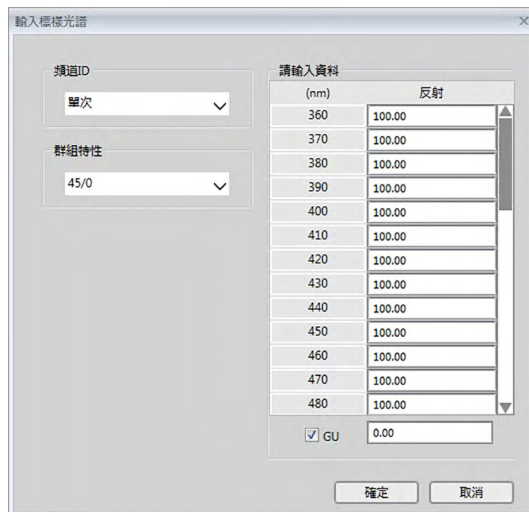 輸入標樣光譜
頻道ID
單次
群組特性
45/0
請輸入資料
(nm) 反射
360 100.00
370 100.00
380 100.00
390 100.00
400 100.00
410 100.00
420 100.00
430 100.00
440 100.00
450 100.00
460 100.00
470 100.00
480 100.00
GU 0.00
確定 取消